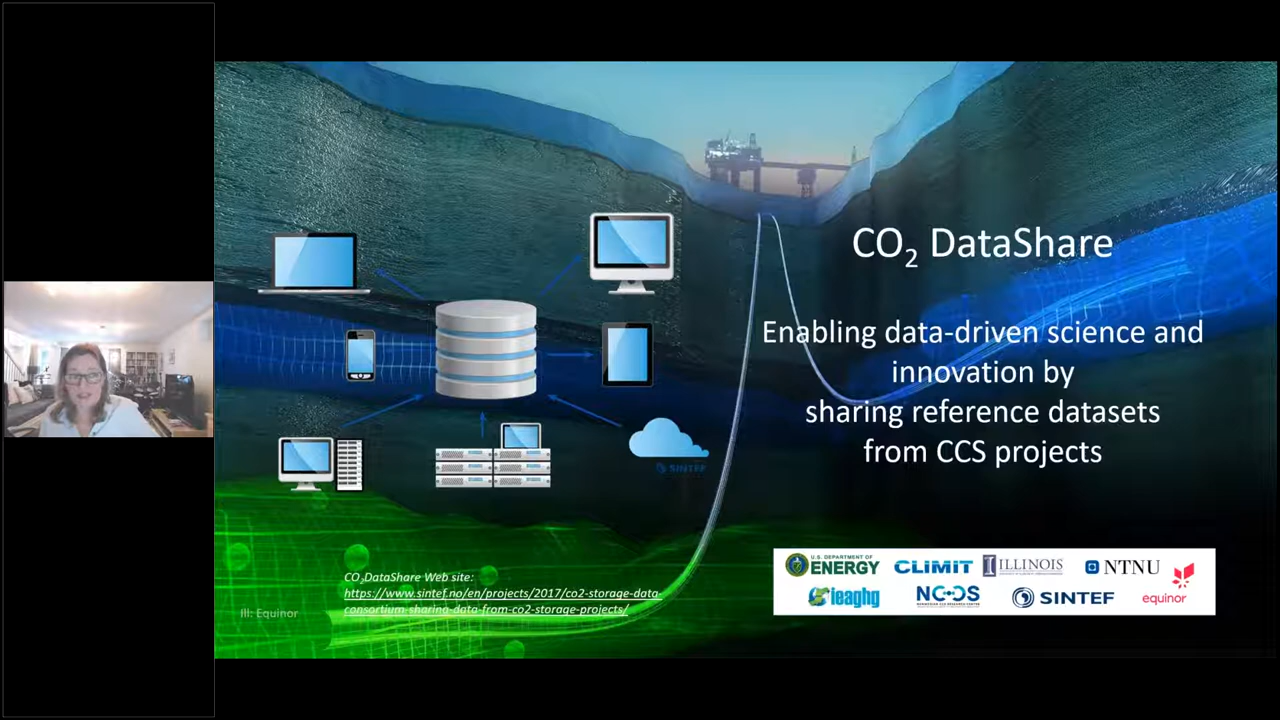 CO2 DataShare
Enabling data-driven science and
innovation by
sharing reference datasets
from CCS projects
SINTEF
CO2DataShare Web site:
https://www.sintef.no/en/projects/2017/co2-storage-data-
consortium-sharing-data-from-co2-storage-projects/
Ill: Equinor
U.S. DEPARTMENT OF
ENERGY
CLIMIT
ILLINOIS
NTNU
ieaghg
NCCS
SINTEF
equinor